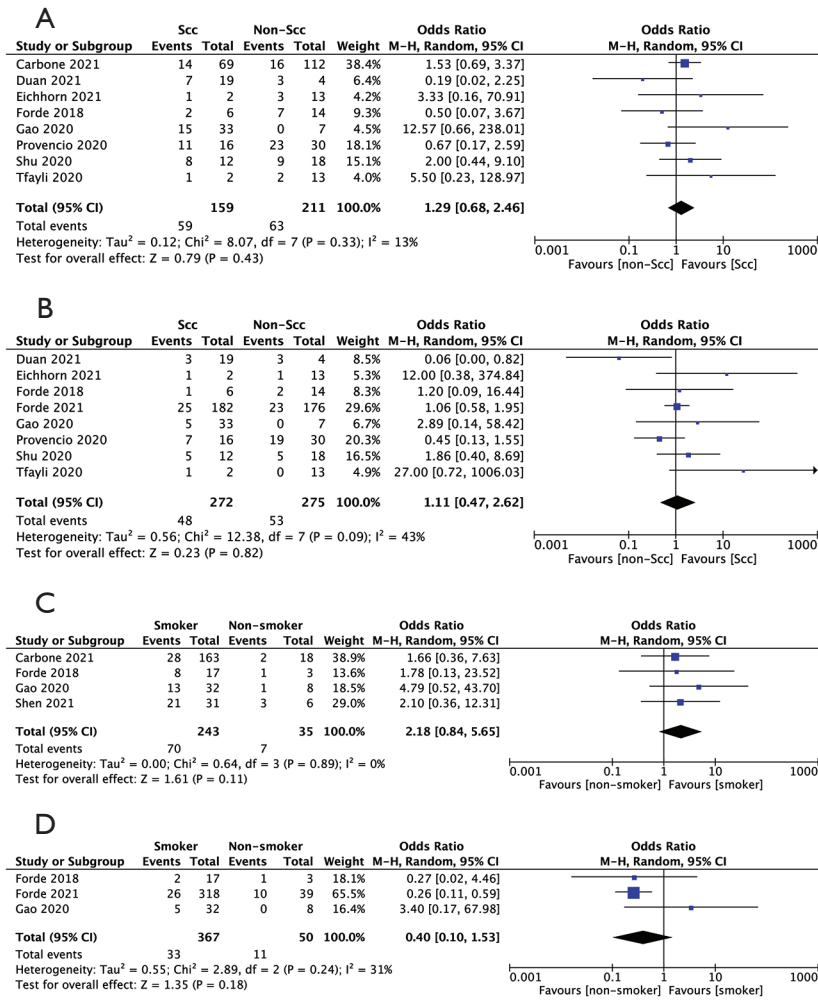 A
Scc Non-Scc Odds Ratio Odds Ratio
Study or Subgroup Events Total Events Total Weight M-H, Random, 95% CI M-H, Random, 95% CI
Carbone 2021 14 69 16 112 38.4% 1.53 [0.69, 3.37]
Duan 2021 7 19 3 4 6.4% 0.19 [0.02, 2.25]
Eichhorn 2021 1 2 3 13 4.2% 3.33 [0.16, 70.91]
Forde 2018 2 6 7 14 9.3% 0.50 [0.07, 3.67]
Gao 2020 15 33 0 7 4.5% 12.57 [0.66, 238.01]
Provencio 2020 11 16 23 30 18.1% 0.67 [0.17, 2.59]
Shu 2020 8 12 9 18 15.1% 2.00 [0.44, 9.10]
Tfayli 2020 1 2 2 13 4.0% 5.50 [0.23, 128.97]
Total (95% CI) 159 211 100.0% 1.29 [0.68, 2.46]
Total events 59 63
Heterogeneity: Tau² = 0.12; Chi² = 8.07, df = 7 (P = 0.33); I² = 13%
Test for overall effect: Z = 0.79 (P = 0.43)
0.001 0.1 1 10 1000
Favours [non-Scc] Favours [Scc]
B
Scc Non-Scc Odds Ratio Odds Ratio
Study or Subgroup Events Total Events Total Weight M-H, Random, 95% CI M-H, Random, 95% CI
Duan 2021 3 19 3 4 8.5% 0.06 [0.00, 0.82]
Eichhorn 2021 1 2 1 13 5.3% 12.00 [0.38, 374.84]
Forde 2018 1 6 2 14 8.3% 1.20 [0.09, 16.44]
Forde 2021 25 182 23 176 29.6% 1.06 [0.58, 1.95]
Gao 2020 5 33 0 7 6.7% 2.89 [0.14, 58.42]
Provencio 2020 7 16 19 30 20.3% 0.45 [0.13, 1.55]
Shu 2020 5 12 5 18 16.5% 1.86 [0.40, 8.69]
Tfayli 2020 1 2 0 13 4.9% 27.00 [0.72, 1006.03]
Total (95% CI) 272 275 100.0% 1.11 [0.47, 2.62]
Total events 48 53
Heterogeneity: Tau² = 0.56; Chi² = 12.38, df = 7 (P = 0.09); I² = 43%
Test for overall effect: Z = 0.23 (P = 0.82)
0.001 0.1 1 10 1000
Favours [non-Scc] Favours [Scc]
C
Smoker Non-smoker Odds Ratio Odds Ratio
Study or Subgroup Events Total Events Total Weight M-H, Random, 95% CI M-H, Random, 95% CI
Carbone 2021 28 163 2 18 38.9% 1.66 [0.36, 7.63]
Forde 2018 8 17 1 3 13.6% 1.78 [0.13, 23.52]
Gao 2020 13 32 1 8 18.5% 4.79 [0.52, 43.70]
Shen 2021 21 31 3 6 29.0% 2.10 [0.36, 12.31]
Total (95% CI) 243 35 100.0% 2.18 [0.84, 5.65]
Total events 70 7
Heterogeneity: Tau² = 0.00; Chi² = 0.64, df = 3 (P = 0.89); I² = 0%
Test for overall effect: Z = 1.61 (P = 0.11)
0.001 0.1 1 10 1000
Favours [non-smoker] Favours [smoker]
D
Smoker Non-smoker Odds Ratio Odds Ratio
Study or Subgroup Events Total Events Total Weight M-H, Random, 95% CI M-H, Random, 95% CI
Forde 2018 2 17 1 3 18.1% 0.27 [0.02, 4.46]
Forde 2021 26 318 10 39 65.5% 0.26 [0.11, 0.59]
Gao 2020 5 32 0 8 16.4% 3.40 [0.17, 67.98]
Total (95% CI) 367 50 100.0% 0.40 [0.10, 1.53]
Total events 33 11
Heterogeneity: Tau² = 0.55; Chi² = 2.89, df = 2 (P = 0.24); I² = 31%
Test for overall effect: Z = 1.35 (P = 0.18)
0.001 0.1 1 10 1000
Favours [non-smoker] Favours [smoker]